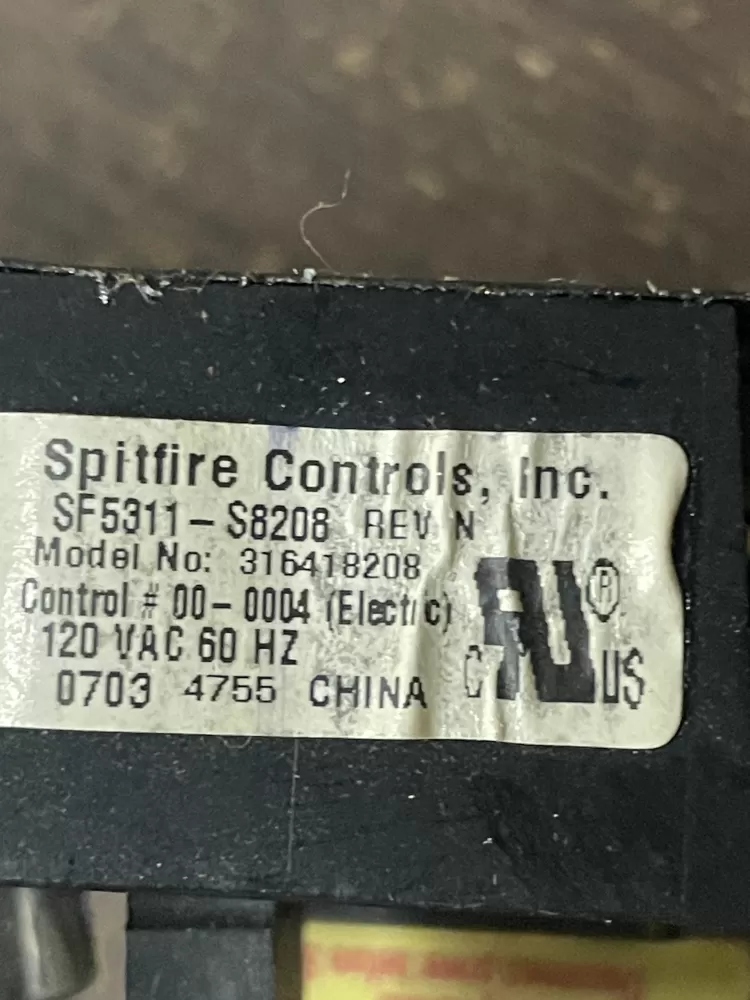 Spitfire Controls, Inc.
SF5311-S8208 REV N
Model No: 316418208
Control # 00-0004 (Electric)
120 VAC 60 HZ
0703 4755 CHINA
C RU ® US